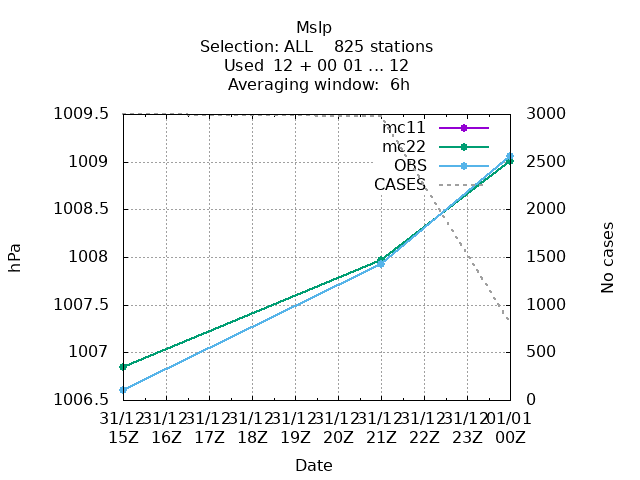 Mslp
Selection: ALL    825 stations
Used  12 + 00 01 ... 12
Averaging window:  6h
1009.5
1009
1008.5
1008
1007.5
1007
1006.5
hPa
3000
2500
2000
1500
1000
500
0
No cases
mc11
mc22
OBS
CASES
31/12 31/12 31/12 31/12 31/12 31/12 31/12 31/12 31/12 01/01
15Z 16Z 17Z 18Z 19Z 20Z 21Z 22Z 23Z 00Z
Date